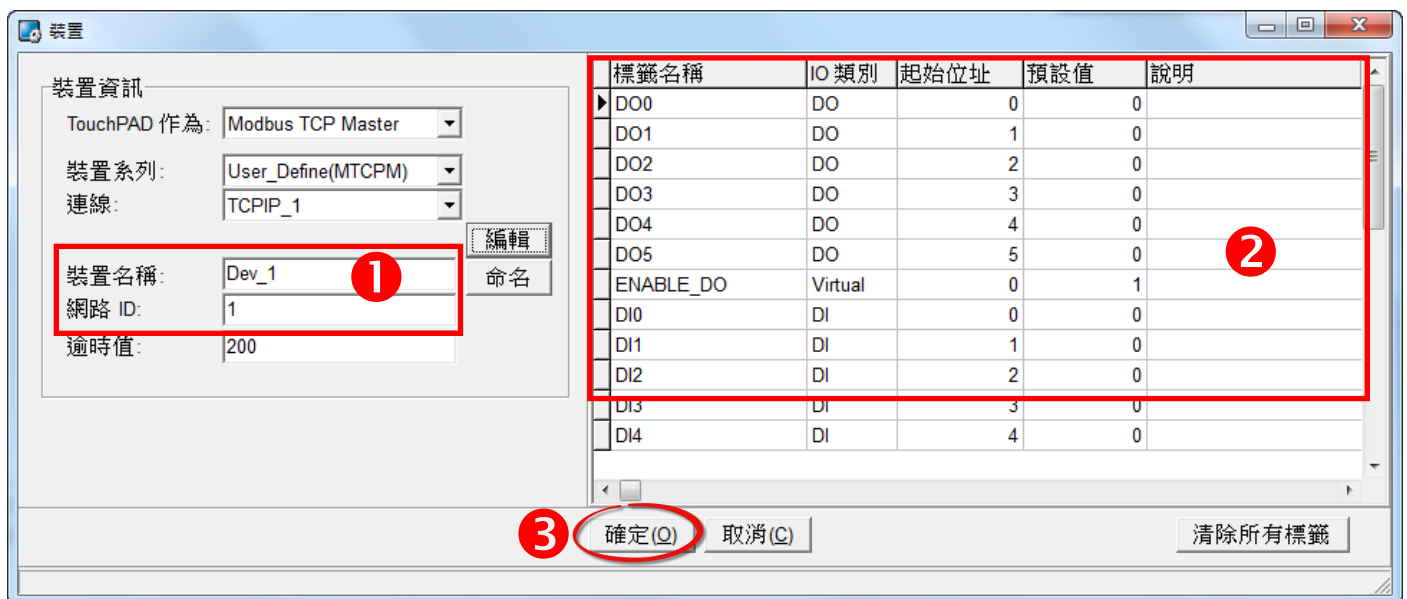 裝置
裝置資訊
TouchPAD 作為: Modbus TCP Master
裝置系列: User_Define(MTCPM)
連線: TCPIP_1
編輯
裝置名稱: Dev_1
命名
網路 ID: 1
逾時值: 200
1
標籤名稱 IO 類別 起始位址 預設值 說明
DO0 DO 0 0
DO1 DO 1 0
DO2 DO 2 0
DO3 DO 3 0
DO4 DO 4 0
DO5 DO 5 0
ENABLE_DO Virtual 0 1
DI0 DI 0 0
DI1 DI 1 0
DI2 DI 2 0
DI3 DI 3 0
DI4 DI 4 0
2
3
確定(O) 取消(C) 清除所有標籤